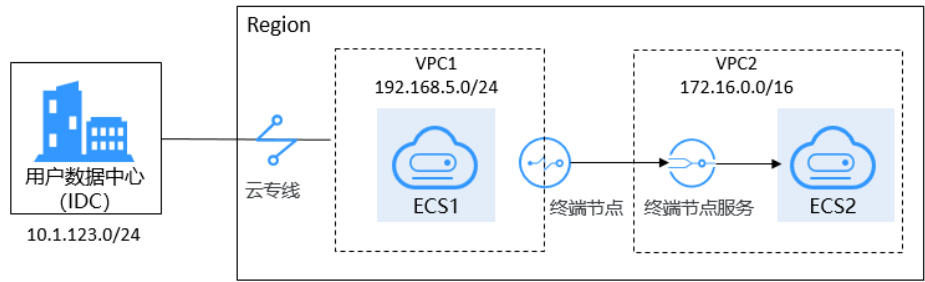 Region
VPC1
192.168.5.0/24
VPC2
172.16.0.0/16
用户数据中心
(IDC)
10.1.123.0/24
云专线
ECS1
终端节点
终端节点服务
ECS2